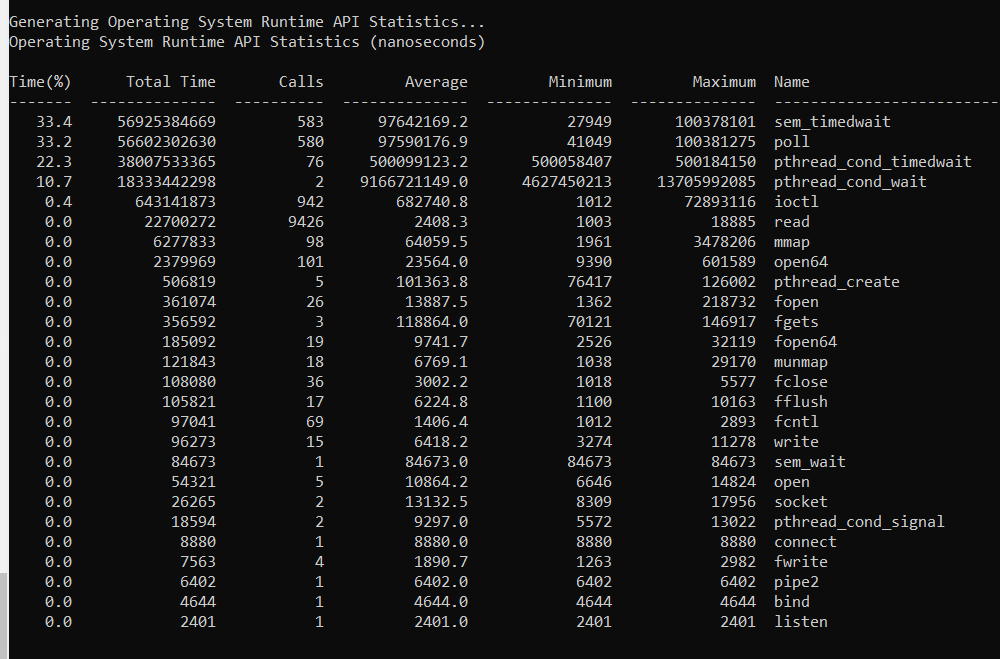 Generating Operating System Runtime API Statistics...
Operating System Runtime API Statistics (nanoseconds)
Time(%) Total Time Calls Average Minimum Maximum Name
------- -------------- ---------- -------------- -------------- -------------- -------------------------
33.4 56925384669 583 97642169.2 27949 100378101 sem_timedwait
33.2 56602302630 580 97590176.9 41049 100381275 poll
22.3 38007533365 76 500099123.2 500058407 500184150 pthread_cond_timedwait
10.7 18333442298 2 9166721149.0 4627450213 13705992085 pthread_cond_wait
0.4 643141873 942 682740.8 1012 72893116 ioctl
0.0 22700272 9426 2408.3 1003 18885 read
0.0 6277833 98 64059.5 1961 3478206 mmap
0.0 2379969 101 23564.0 9390 601589 open64
0.0 506819 5 101363.8 76417 126002 pthread_create
0.0 361074 26 13887.5 1362 218732 fopen
0.0 356592 3 118864.0 70121 146917 fgets
0.0 185092 19 9741.7 2526 32119 fopen64
0.0 121843 18 6769.1 1038 29170 munmap
0.0 108080 36 3002.2 1018 5577 fclose
0.0 105821 17 6224.8 1100 10163 fflush
0.0 97041 69 1406.4 1012 2893 fcntl
0.0 96273 15 6418.2 3274 11278 write
0.0 84673 1 84673.0 84673 84673 sem_wait
0.0 54321 5 10864.2 6646 14824 open
0.0 26265 2 13132.5 8309 17956 socket
0.0 18594 2 9297.0 5572 13022 pthread_cond_signal
0.0 8880 1 8880.0 8880 8880 connect
0.0 7563 4 1890.7 1263 2982 fwrite
0.0 6402 1 6402.0 6402 6402 pipe2
0.0 4644 1 4644.0 4644 4644 bind
0.0 2401 1 2401.0 2401 2401 listen